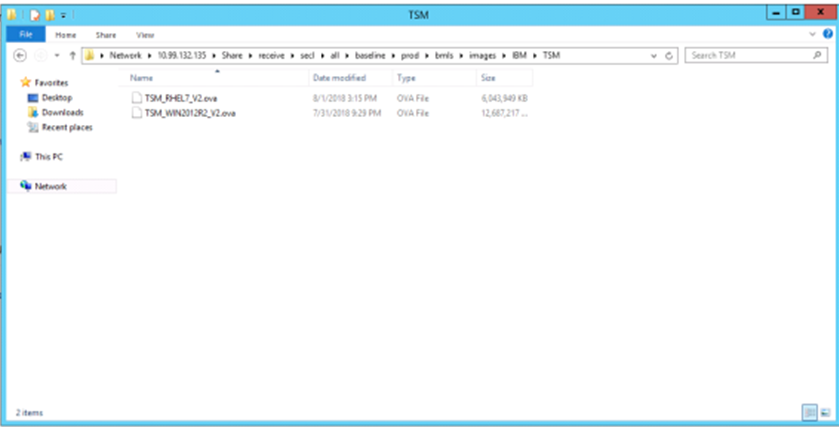 TSM
File Home Share View
Network ▸ 10.99.132.135 ▸ Share ▸ receive ▸ secl ▸ all ▸ baseline ▸ prod ▸ bmls ▸ images ▸ IBM ▸ TSM Search TSM
Name Date modified Type Size
Favorites
Desktop TSM_RHEL7_V2.ova 8/1/2018 3:15 PM OVA File 6,043,949 KB
Downloads TSM_WIN2012R2_V2.ova 7/31/2018 9:29 PM OVA File 12,687,217 ...
Recent places
This PC
Network
2 items